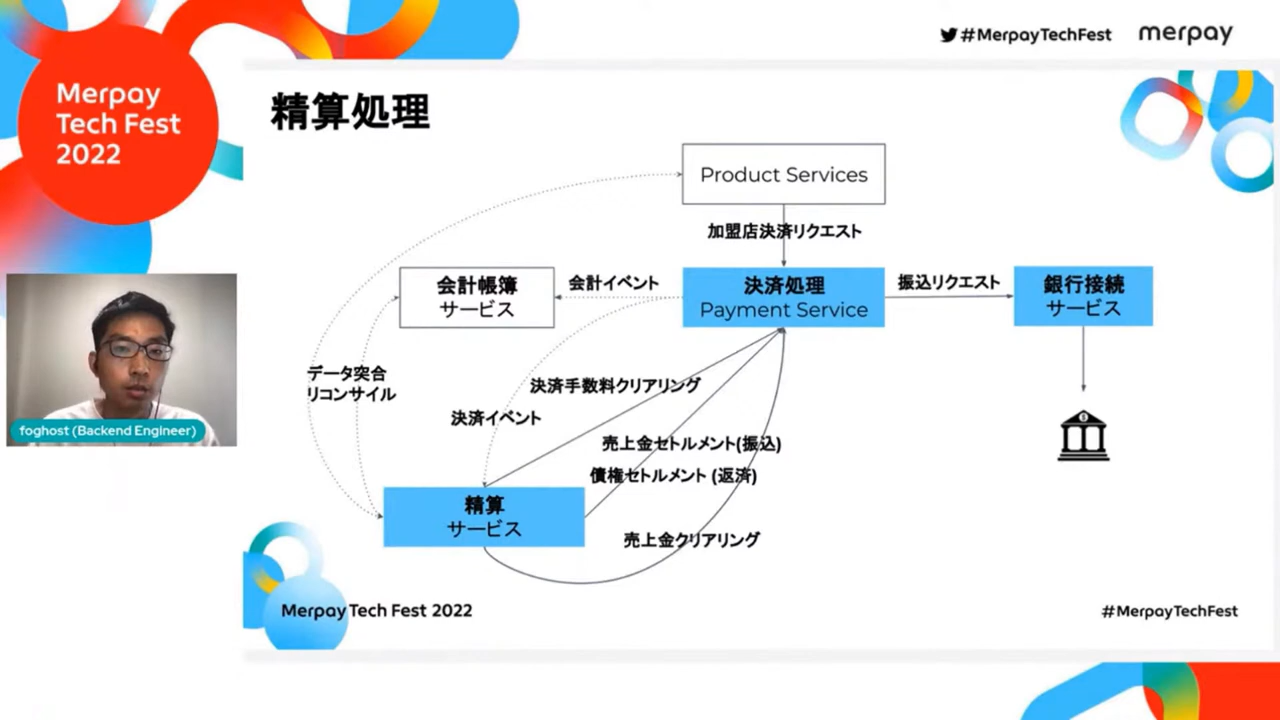 #MerpayTechFest
merpay
Merpay
Tech Fest
2022
精算処理
Product Services
加盟店決済リクエスト
会計帳簿
サービス
会計イベント
決済処理
Payment Service
振込リクエスト
銀行接続
サービス
データ突合
リコンサイル
決済手数料クリアリング
決済イベント
売上金セトルメント(振込)
債権セトルメント (返済)
精算
サービス
売上金クリアリング
foghost (Backend Engineer)
Merpay Tech Fest 2022
#MerpayTechFest